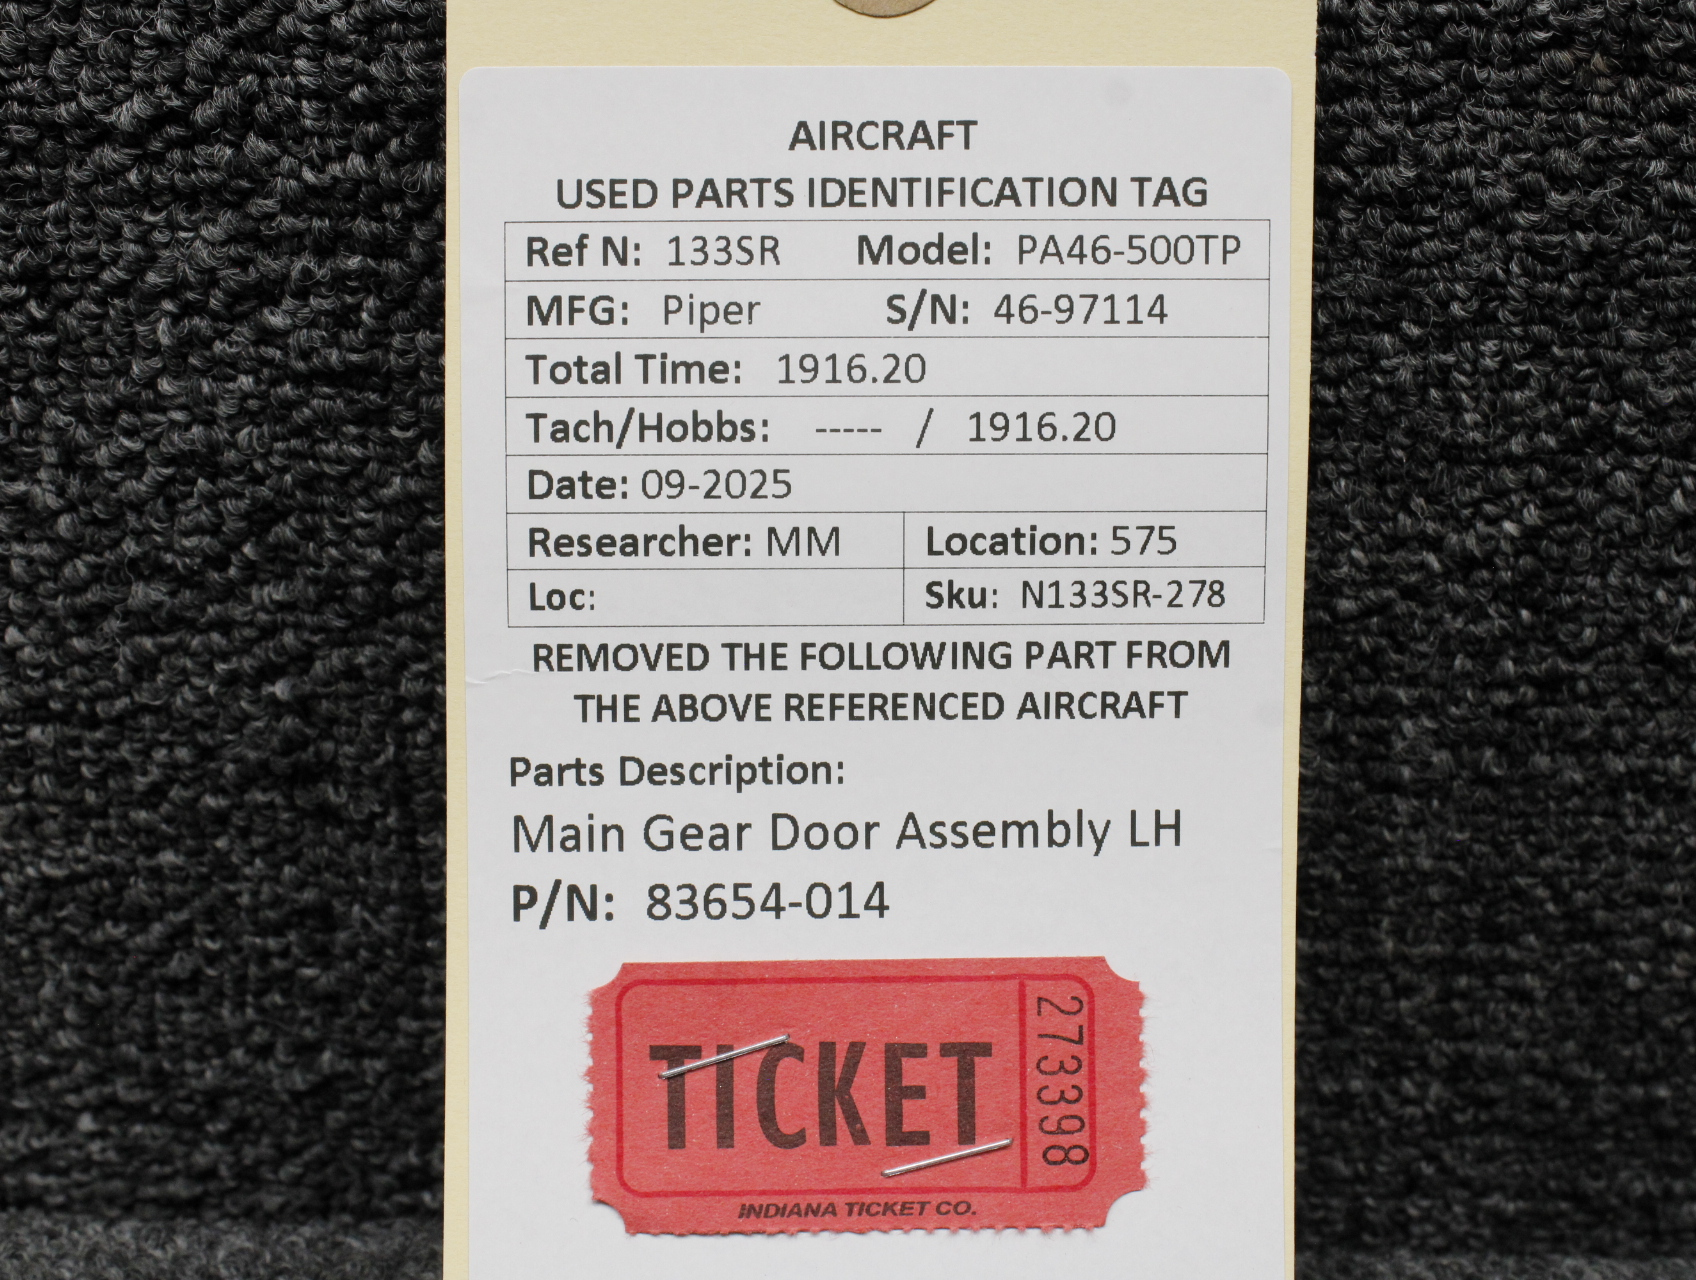 AIRCRAFT
USED PARTS IDENTIFICATION TAG
Ref N: 133SR Model: PA46-500TP
MFG: Piper S/N: 46-97114
Total Time: 1916.20
Tach/Hobbs: ----- / 1916.20
Date: 09-2025
Researcher: MM Location: 575
Loc: Sku: N133SR-278
REMOVED THE FOLLOWING PART FROM
THE ABOVE REFERENCED AIRCRAFT
Parts Description:
Main Gear Door Assembly LH
P/N: 83654-014
TICKET
273398
INDIANA TICKET CO.